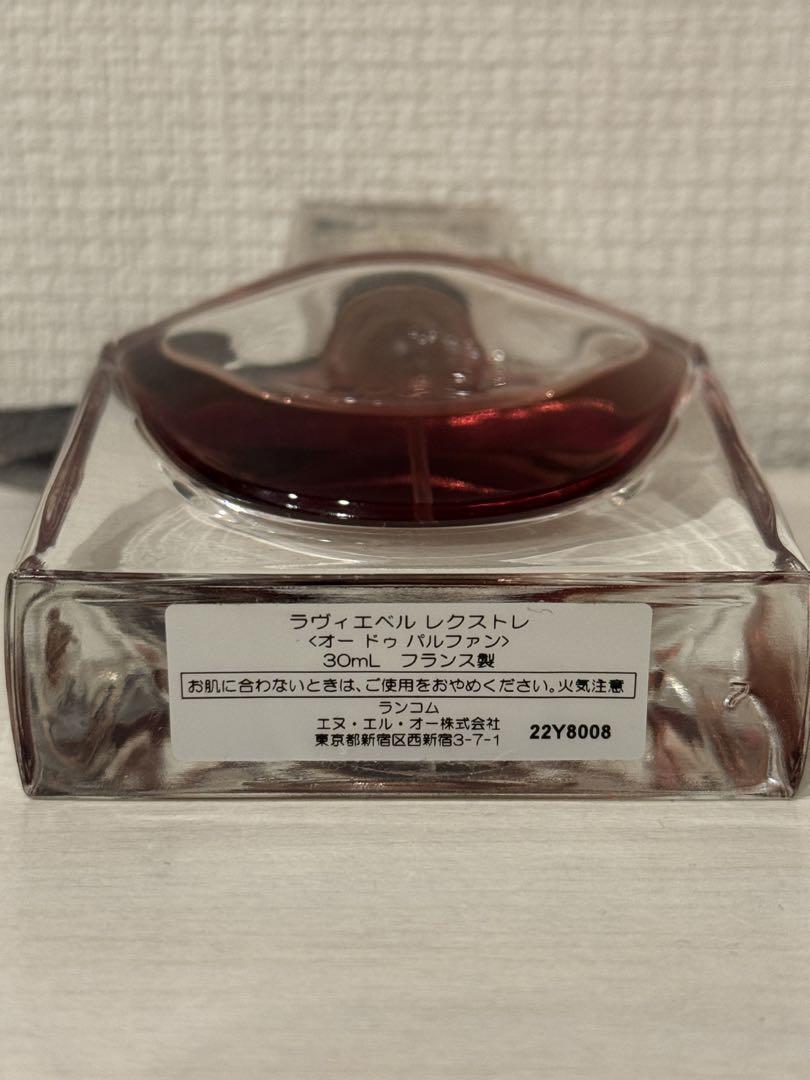 ラヴィエベル レクストレ
<オー ドゥ パルファン>
30mL フランス製
お肌に合わないときは、ご使用をおやめください。火気注意
ランコム
エヌ・エル・オー株式会社
東京都新宿区西新宿3-7-1 22Y8008